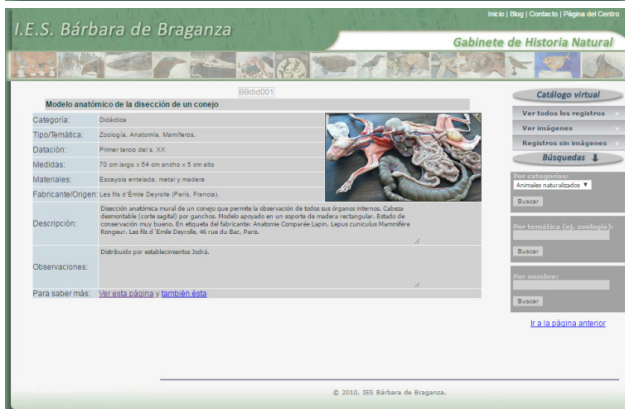 Inicio | Blog | Contacto | Página del Centro
I.E.S. Bárbara de Braganza
Gabinete de Historia Natural
BBdid001
Modelo anatómico de la disección de un conejo
Categoría: Didáctica
Tipo/Temática: Zoología, Anatomía, Mamíferos.
Datación: Primer tercio del s. XX
Medidas: 70 cm largo x 54 cm ancho x 5 cm alto
Materiales: Escayola entelada, metal y madera
Fabricante/Origen: Les fils d'Émile Deyrolle (París, Francia).
Descripción:
Disección anatómica mural de un conejo que permite la observación de todos sus órganos internos. Cabeza
desmontable (corte sagital) por ganchos. Modelo apoyado en un soporte de madera rectangular. Estado de
conservación muy bueno. En etiqueta del fabricante: Anatomie Comparée Lapin, Lepus cuniculus Mammifère
Rongeur. Les fils d'Emile Deyrolle, 46 rue du Bac, Paris.
Observaciones:
Distribuido por establecimientos Jodrá.
Para saber más: Ver esta página y también ésta
Catálogo virtual
Ver todos los registros
Ver imágenes
Registros sin imágenes
Búsquedas
Por categorías:
Animales naturalizados
Buscar
Por temática (ej. zoología):
Buscar
Por nombre:
Buscar
Ir a la página anterior
© 2010, IES Bárbara de Braganza.